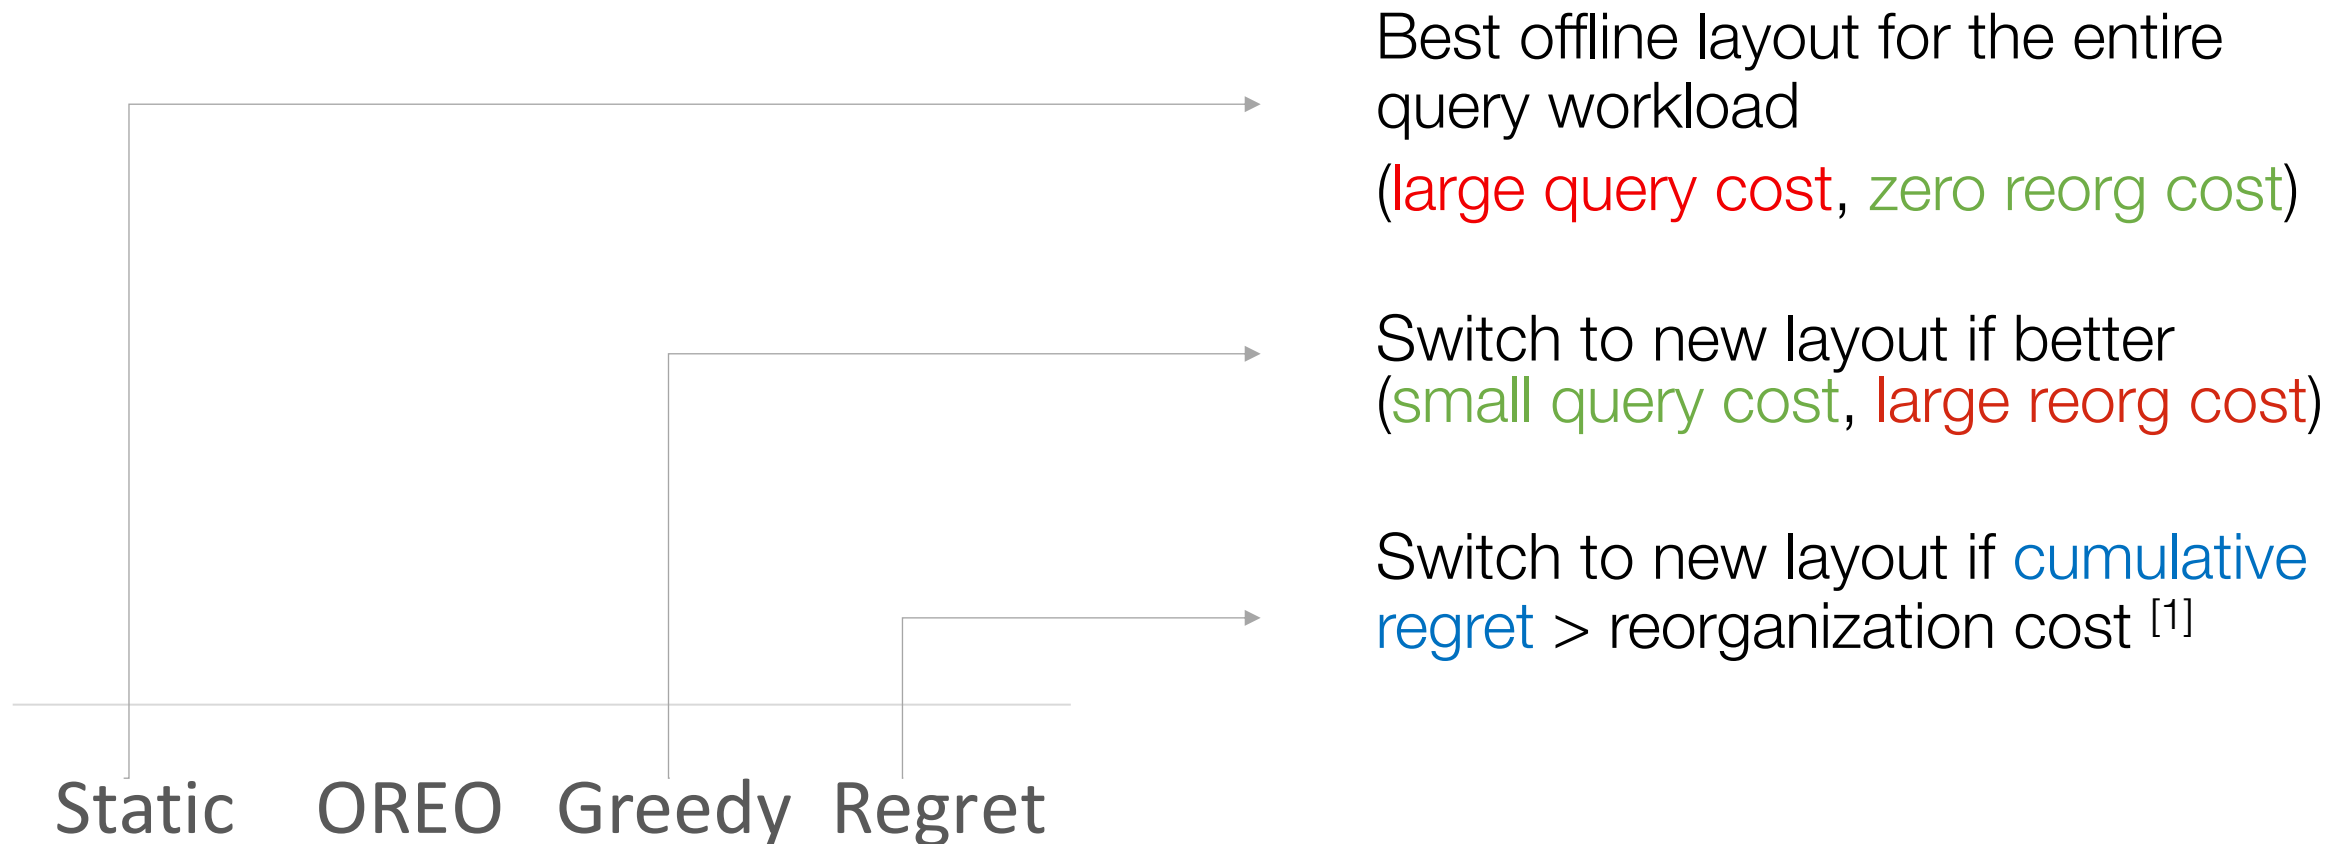 Best offline layout for the entire
query workload
(large query cost, zero reorg cost)
Switch to new layout if better
(small query cost, large reorg cost)
Switch to new layout if cumulative
regret > reorganization cost [1]
Static OREO Greedy Regret